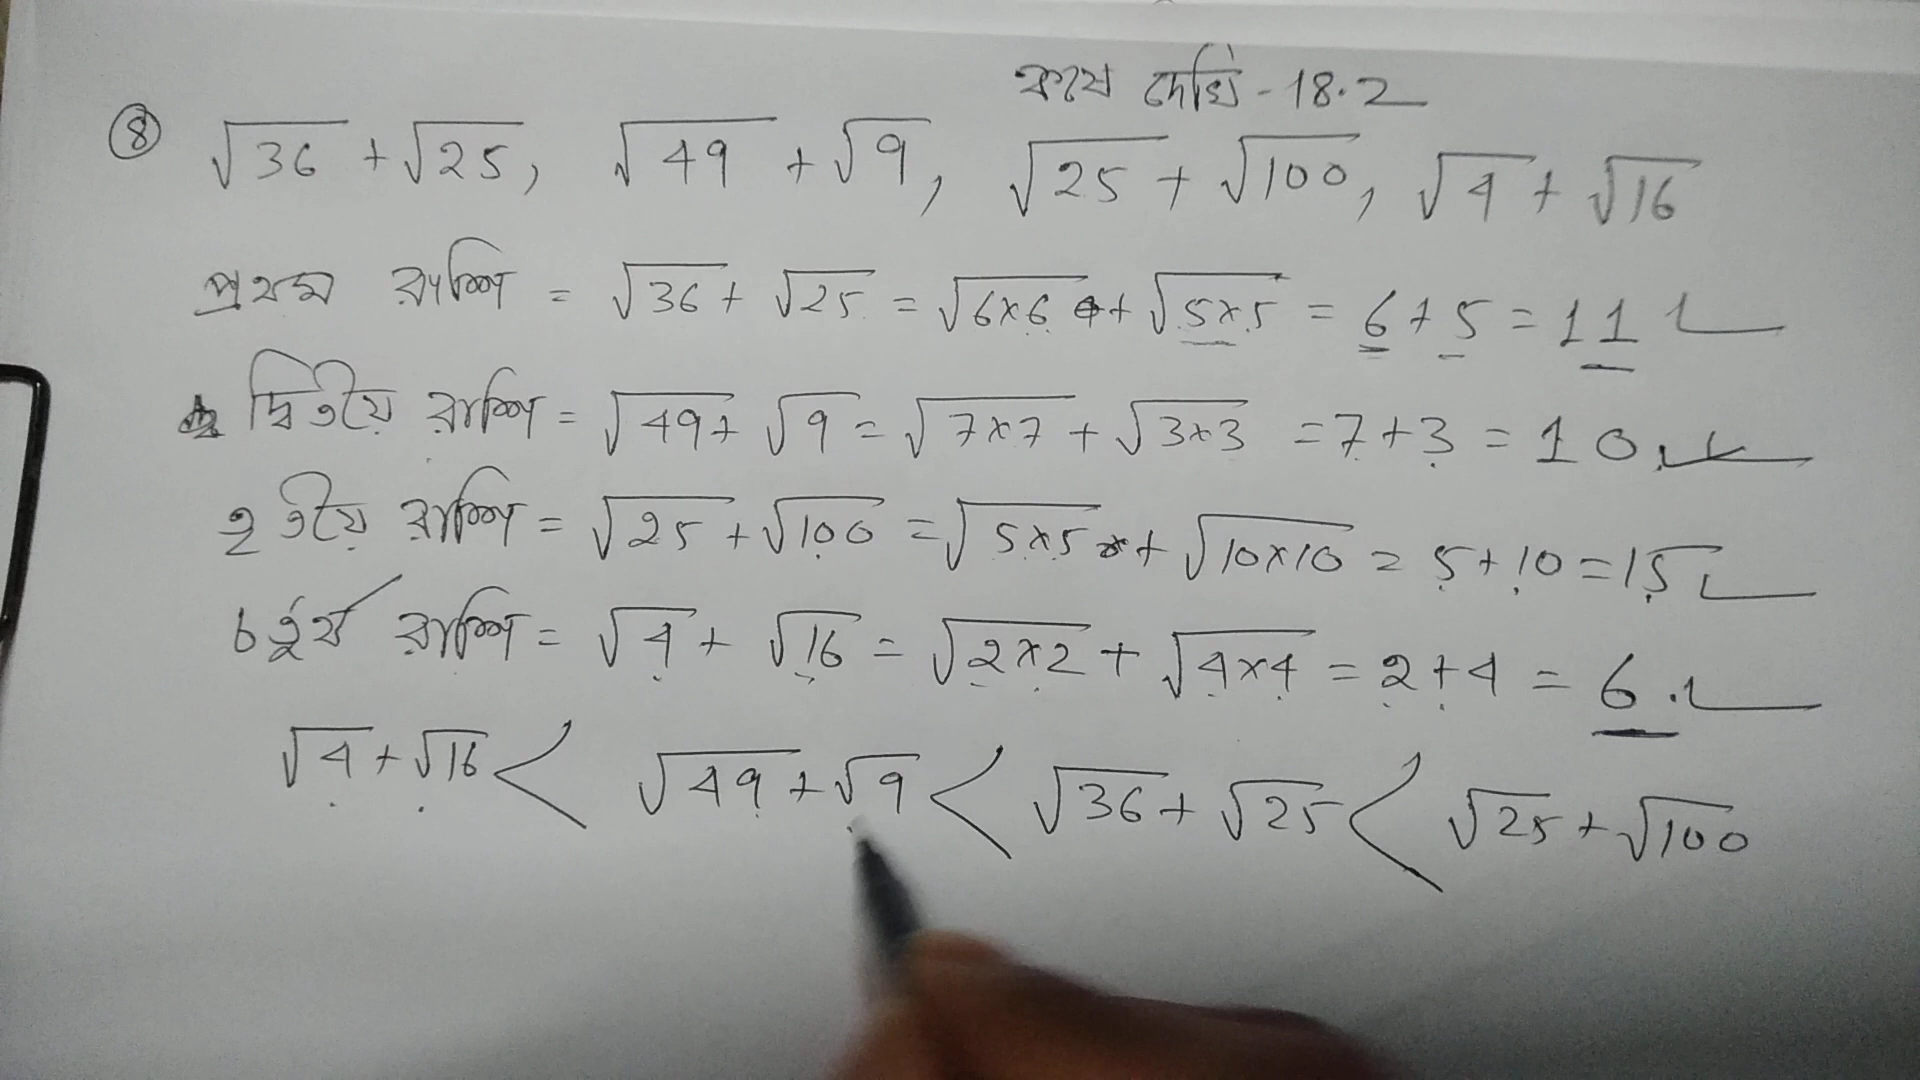 কষে দেখি - 18.2
⑧ √36 + √25, √49 + √9, √25 + √100, √4 + √16
প্রথম রাশি = √36 + √25 = √6×6 + √5×5 = 6 + 5 = 11
দ্বিতীয় রাশি = √49 + √9 = √7×7 + √3×3 = 7 + 3 = 10
তৃতীয় রাশি = √25 + √100 = √5×5 + √10×10 = 5 + 10 = 15
চতুর্থ রাশি = √4 + √16 = √2×2 + √4×4 = 2 + 4 = 6.
√4 + √16 < √49 + √9 < √36 + √25 < √25 + √100